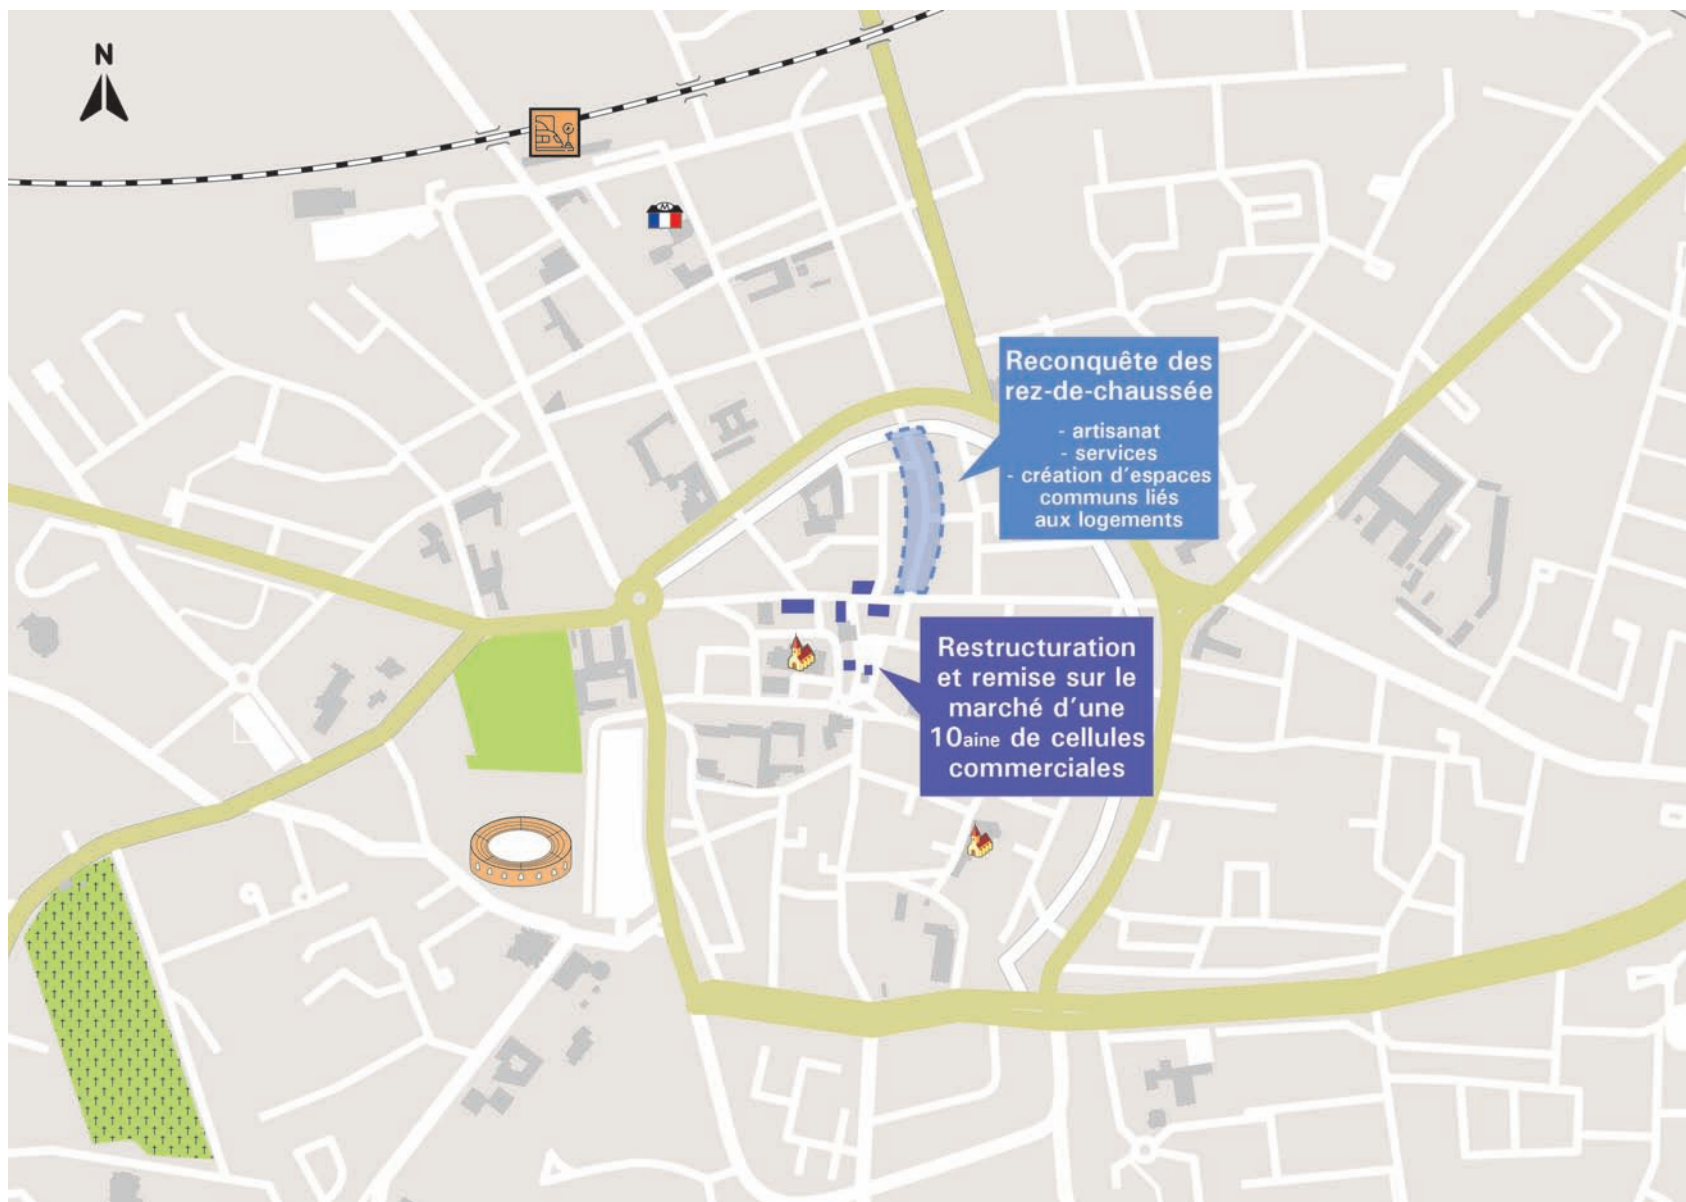 N
M
Reconquête des
rez-de-chaussée
- artisanat
- services
- création d'espaces
communs liés
aux logements
Restructuration
et remise sur le
marché d'une
10aine de cellules
commerciales